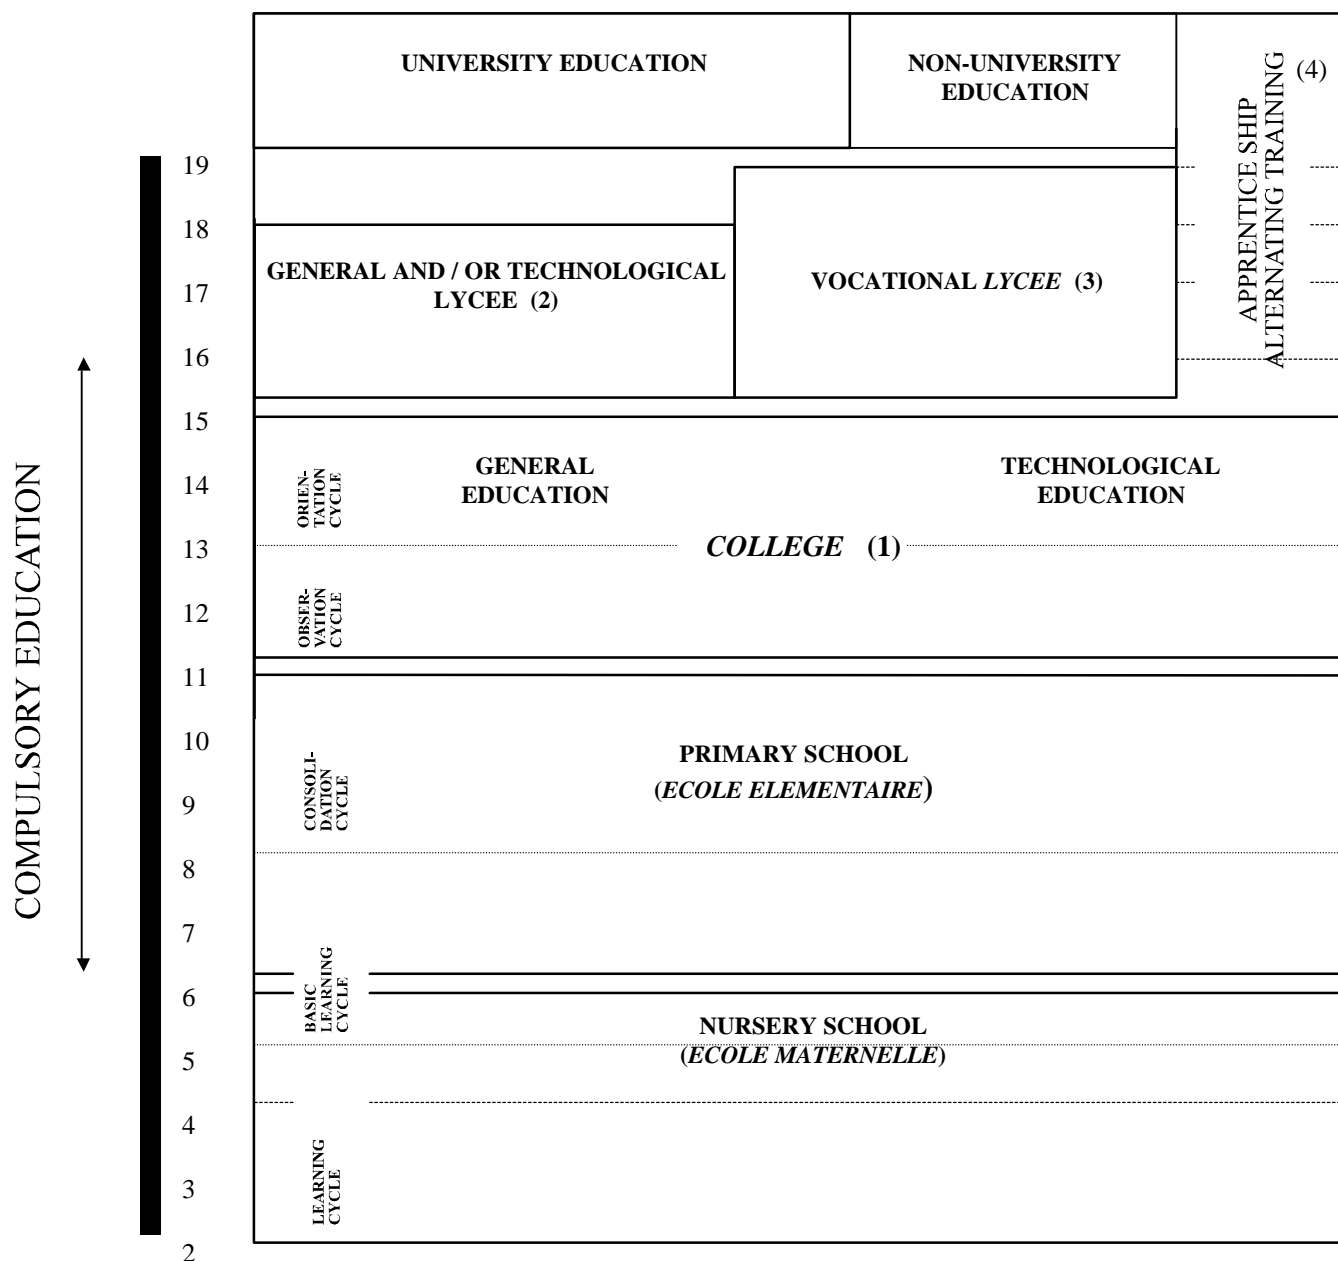 UNIVERSITY EDUCATION
NON-UNIVERSITY
EDUCATION
(4)
APPRENTICE SHIP
ALTERNATING TRAINING
19
18
GENERAL AND / OR TECHNOLOGICAL
LYCEE (2)
VOCATIONAL LYCEE (3)
17
16
15
COMPULSORY EDUCATION
ORIEN-
TATION
CYCLE
GENERAL
EDUCATION
TECHNOLOGICAL
EDUCATION
14
13
COLLEGE (1)
12
OBSER-
VATION
CYCLE
11
10
PRIMARY SCHOOL
(ECOLE ELEMENTAIRE)
CONSOLI-
DATION
CYCLE
9
8
7
BASIC
LEARNING
CYCLE
6
NURSERY SCHOOL
(ECOLE MATERNELLE)
5
4
LEARNING
CYCLE
3
2